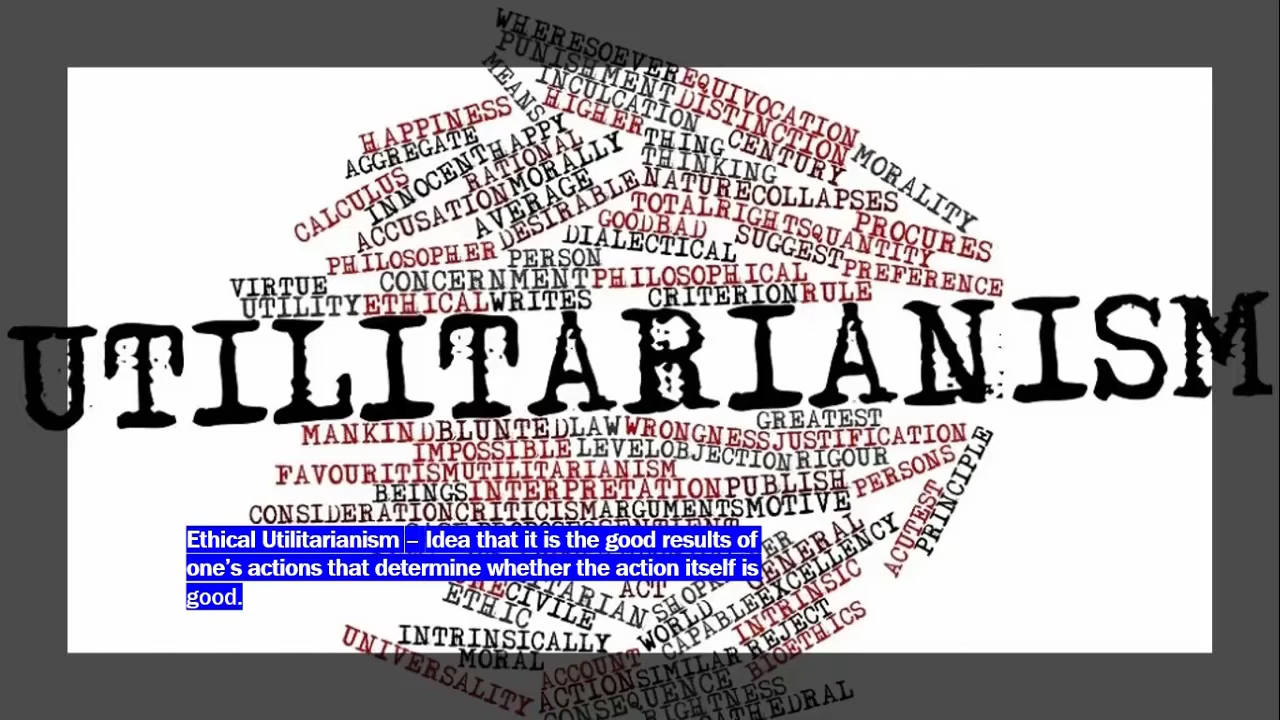 WHERESOEVER EQUIVOCATION
PUNISHMENT DISTINCTION
MEANS INCULCATION
HAPPINESS HIGHER THING CENTURY MORALITY
AGGREGATE HAPPY THINKING
CALCULUS INNOCENT RATIONAL NATURE COLLAPSES
ACCUSATION MORALLY TOTAL RIGHTS QUANTITY PROCURES
AVERAGE DESIRABLE GOOD BAD SUGGEST PREFERENCE
DIALECTICAL
PHILOSOPHER PERSON
VIRTUE CONCERNMENT PHILOSOPHICAL
UTILITY ETHICAL WRITES CRITERION RULE
UTILITARIANISM
GREATEST
MANKIND BLUNTED LAW WRONGNESS JUSTIFICATION
IMPOSSIBLE LEVEL OBJECTION RIGOUR
FAVOURITISM UTILITARIANISM
BEINGS INTERPRETATION PUBLISH PERSONS
CONSIDERATION CRITICISM ARGUMENTS MOTIVE
ACUTEST PRINCIPLE
Ethical Utilitarianism – Idea that it is the good results of
one’s actions that determine whether the action itself is
good.
GENERAL
EXCELLENCY
ACT
CIVILE WORLD CAPABLE INTRINSIC
ETHIC REJECT
INTRINSICALLY BIOETHICS
UNIVERSALITY MORAL ACCOUNT SIMILAR
ACTION CONSEQUENCE
RIGHTNESS
CATHEDRAL